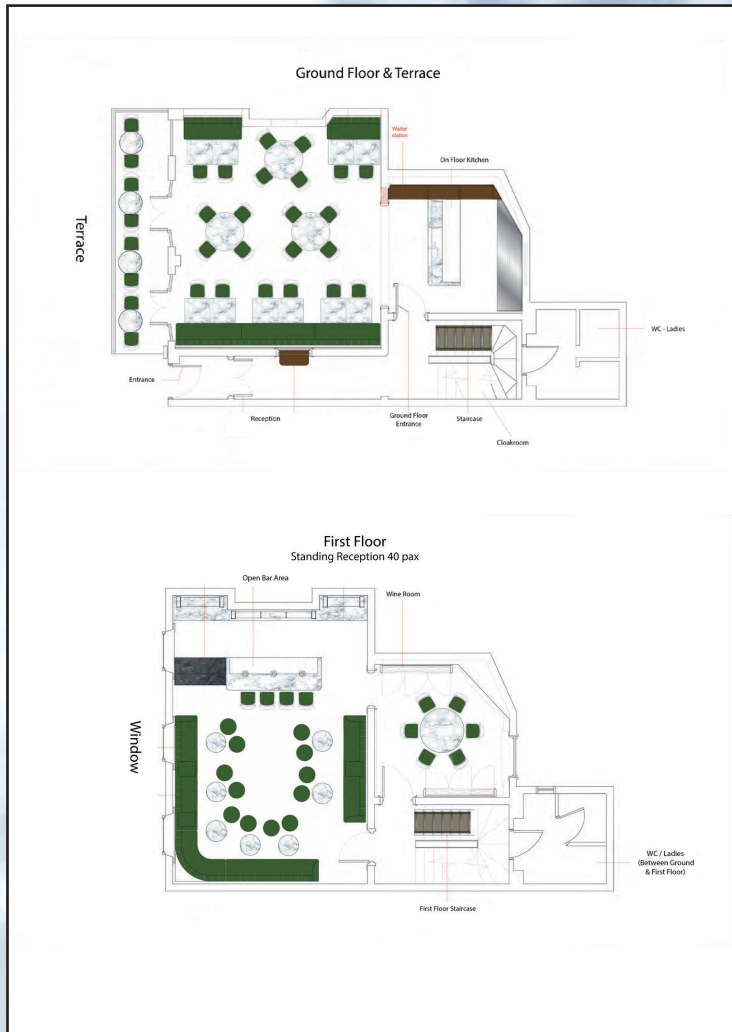 Ground Floor & Terrace
Waiter
station
On Floor Kitchen
Terrace
WC - Ladies
Entrance
Reception
Ground Floor
Entrance
Staircase
Cloakroom
First Floor
Standing Reception 40 pax
Open Bar Area
Wine Room
Window
WC / Ladies
(Between Ground
& First Floor)
First Floor Staircase